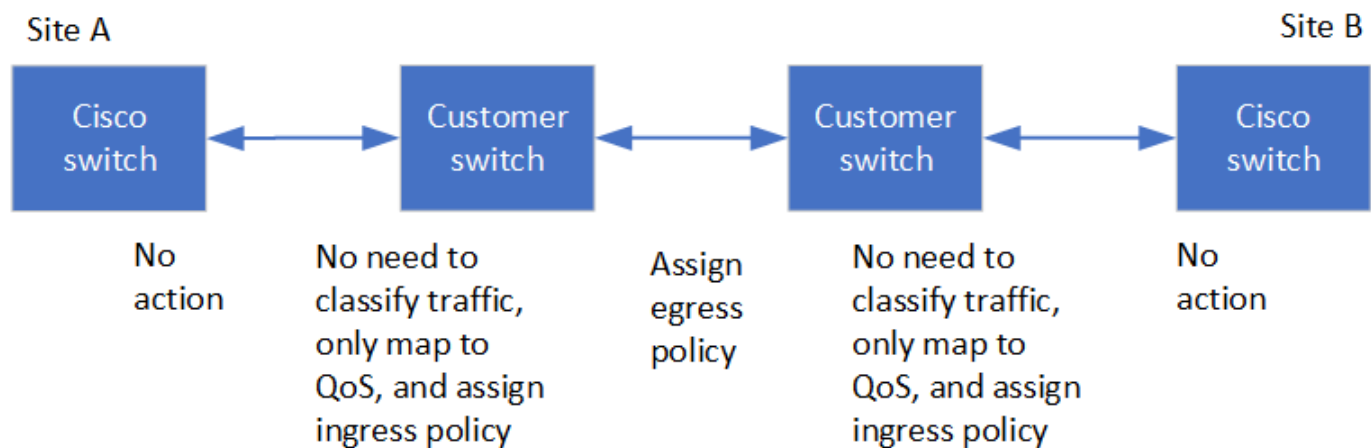 Site A
Site B
Cisco
switch
Customer
switch
Customer
switch
Cisco
switch
No
action
No need to
classify traffic,
only map to
QoS, and assign
ingress policy
Assign
egress
policy
No need to
classify traffic,
only map to
QoS, and assign
ingress policy
No
action